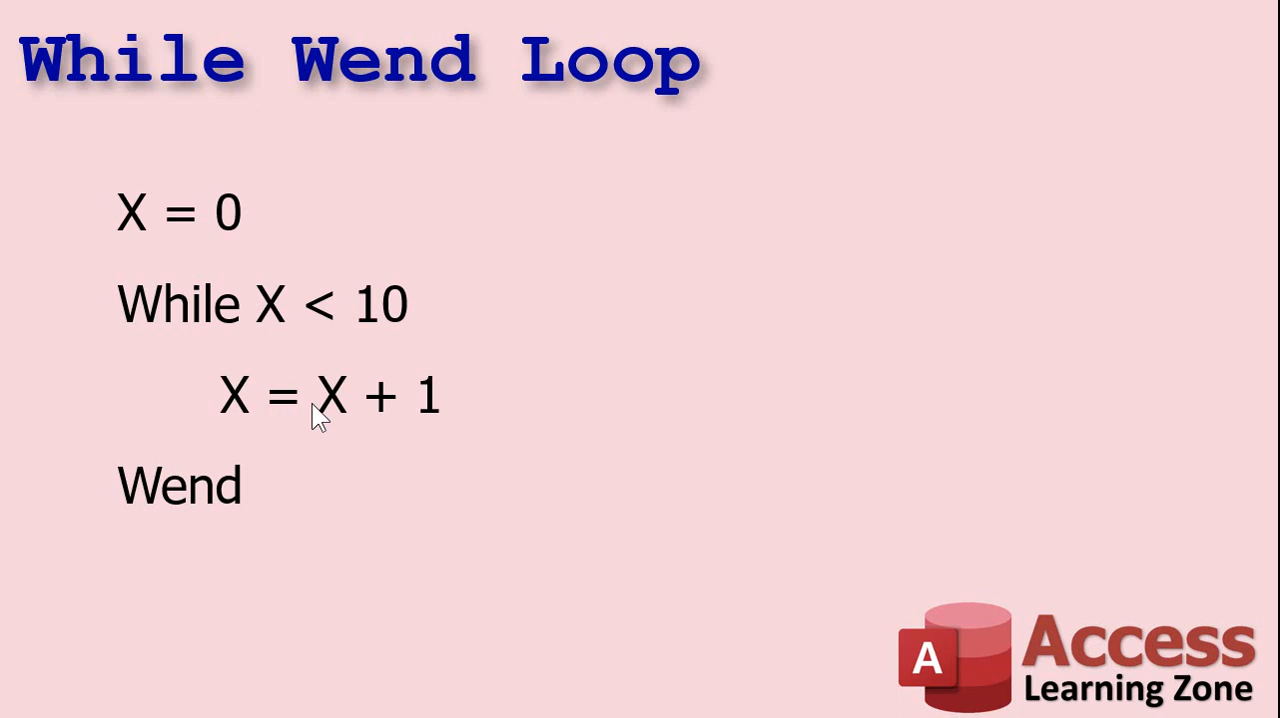 While Wend Loop
X = 0
While X < 10
X = X + 1
Wend
A
Access
Learning Zone